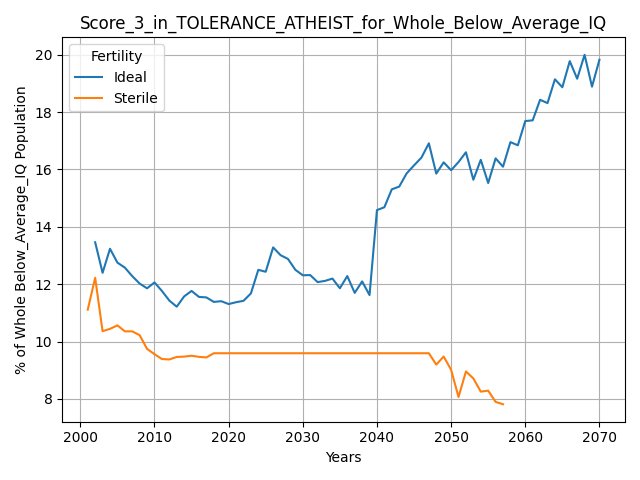 Score_3_in_TOLERANCE_ATHEIST_for_Whole_Below_Average_IQ
Fertility
Ideal
Sterile
% of Whole Below_Average_IQ Population
20
18
16
14
12
10
8
2000 2010 2020 2030 2040 2050 2060 2070
Years